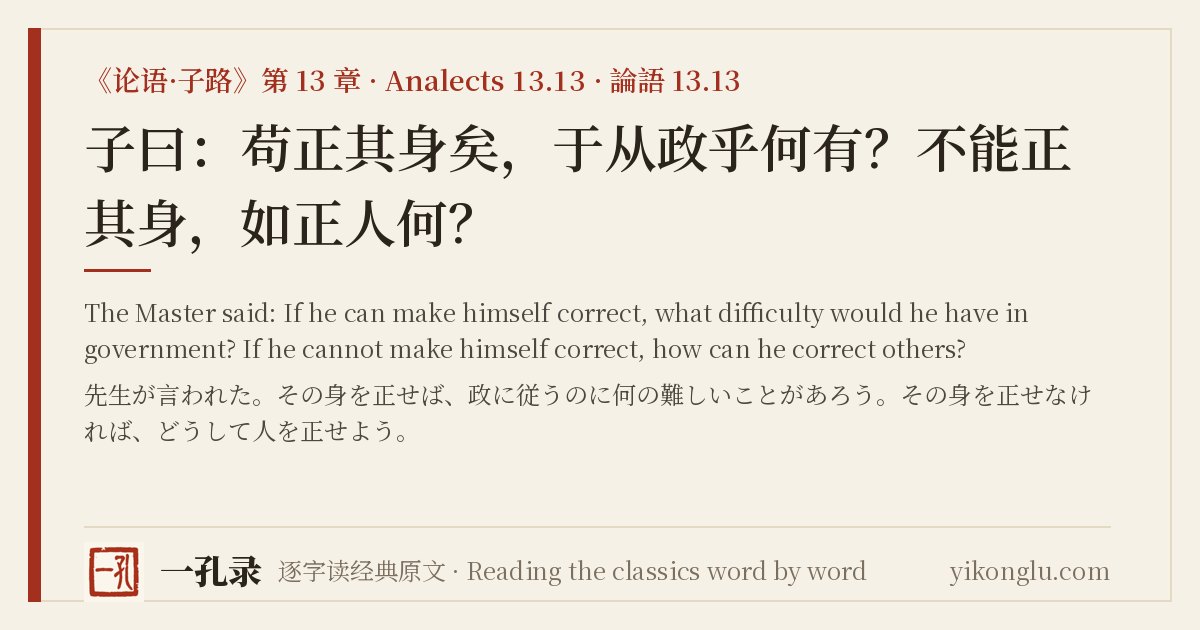 《论语·子路》第 13 章 · Analects 13.13 · 論語 13.13
子曰：苟正其身矣，于从政乎何有？不能正
其身，如正人何？
The Master said: If he can make himself correct, what difficulty would he have in
government? If he cannot make himself correct, how can he correct others?
先生が言われた。その身を正せば、政に従うのに何の難しいことがあろう。その身を正せなけ
れば、どうして人を正せよう。
一孔 一孔录 逐字读经典原文 · Reading the classics word by word yikonglu.com